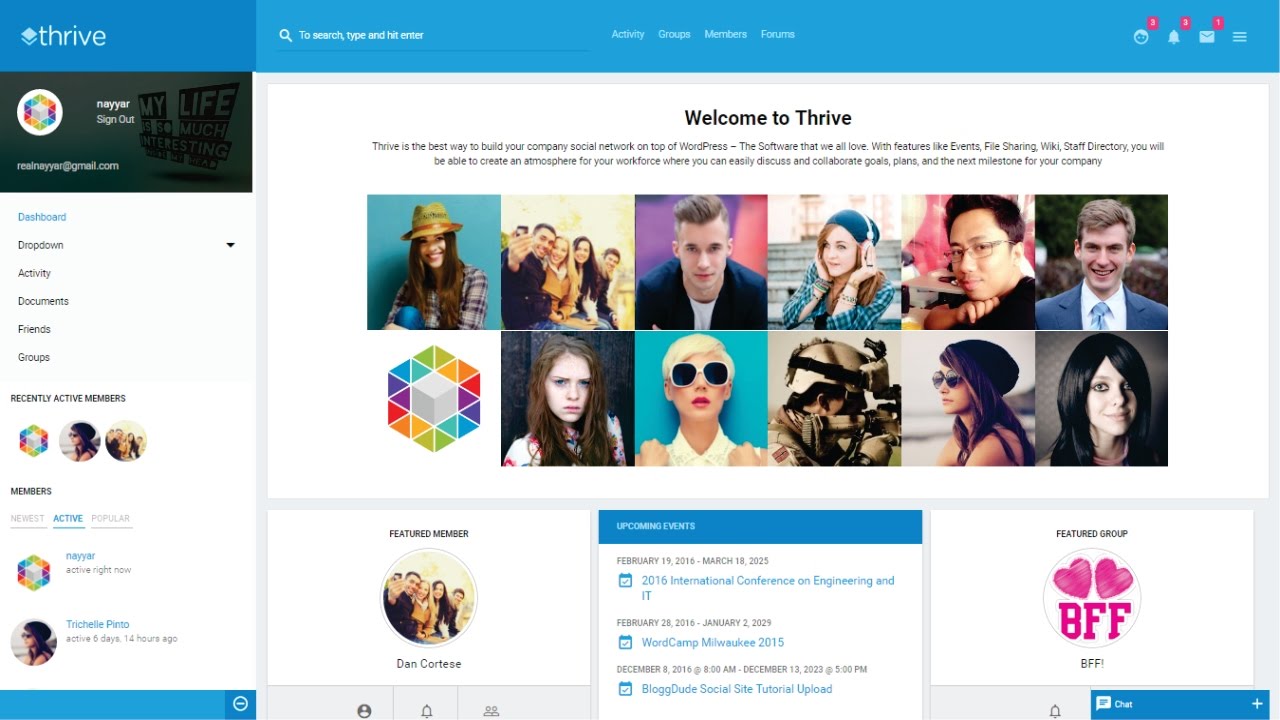 thrive
To search, type and hit enter
Activity Groups Members Forums
3 3 1
nayyar
Sign Out
realnayyar@gmail.com
MY LIFE
IS SO MUCH
INTERESTING
Dashboard
Dropdown
Activity
Documents
Friends
Groups
RECENTLY ACTIVE MEMBERS
MEMBERS
NEWEST ACTIVE POPULAR
nayyar
active right now
Trichelle Pinto
active 6 days, 14 hours ago
Welcome to Thrive
Thrive is the best way to build your company social network on top of WordPress – The Software that we all love. With features like Events, File Sharing, Wiki, Staff Directory, you will
be able to create an atmosphere for your workforce where you can easily discuss and collaborate goals, plans, and the next milestone for your company
FEATURED MEMBER
Dan Cortese
UPCOMING EVENTS
FEBRUARY 19, 2016 - MARCH 18, 2025
2016 International Conference on Engineering and
IT
FEBRUARY 28, 2016 - JANUARY 2, 2029
WordCamp Milwaukee 2015
DECEMBER 8, 2016 @ 8:00 AM - DECEMBER 13, 2023 @ 5:00 PM
BloggDude Social Site Tutorial Upload
FEATURED GROUP
BFF
BFF!
Chat